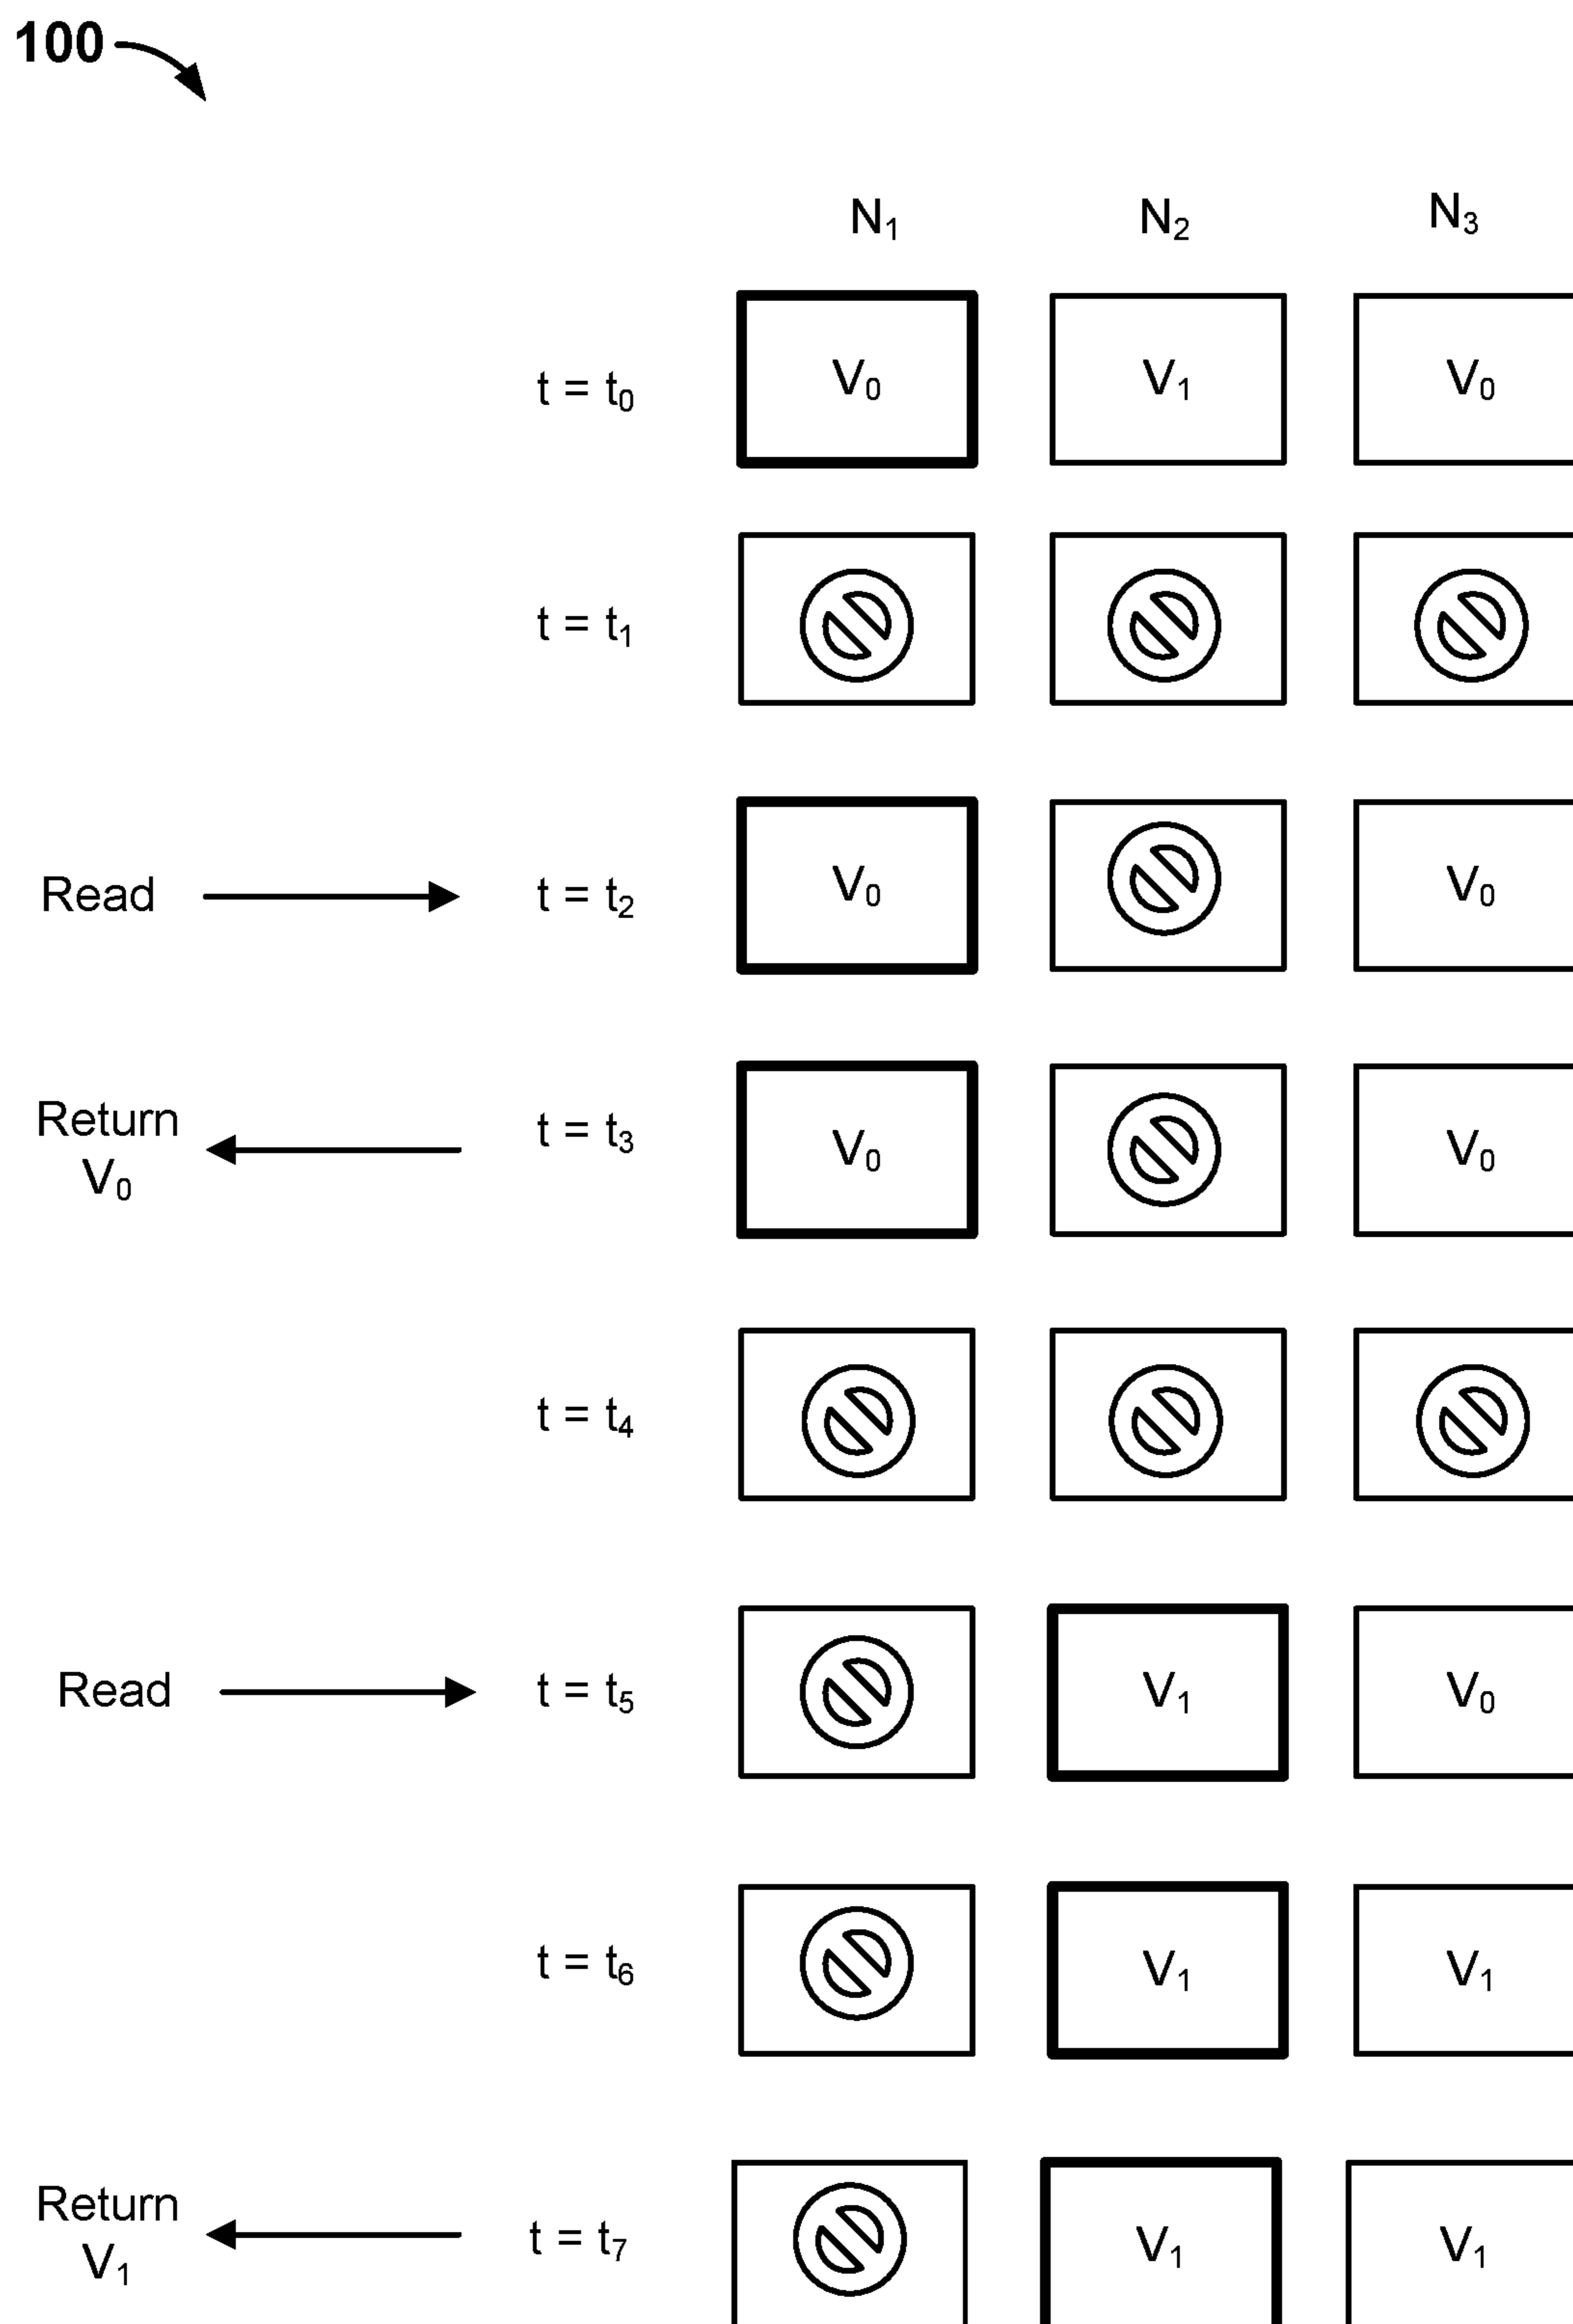 100
N₁ N₂ N₃
t = t₀ V₀ V₁ V₀
t = t₁
Read t = t₂ V₀ V₀
Return
V₀ t = t₃ V₀ V₀
t = t₄
Read t = t₅ V₁ V₀
t = t₆ V₁ V₁
Return
V₁ t = t₇ V₁ V₁